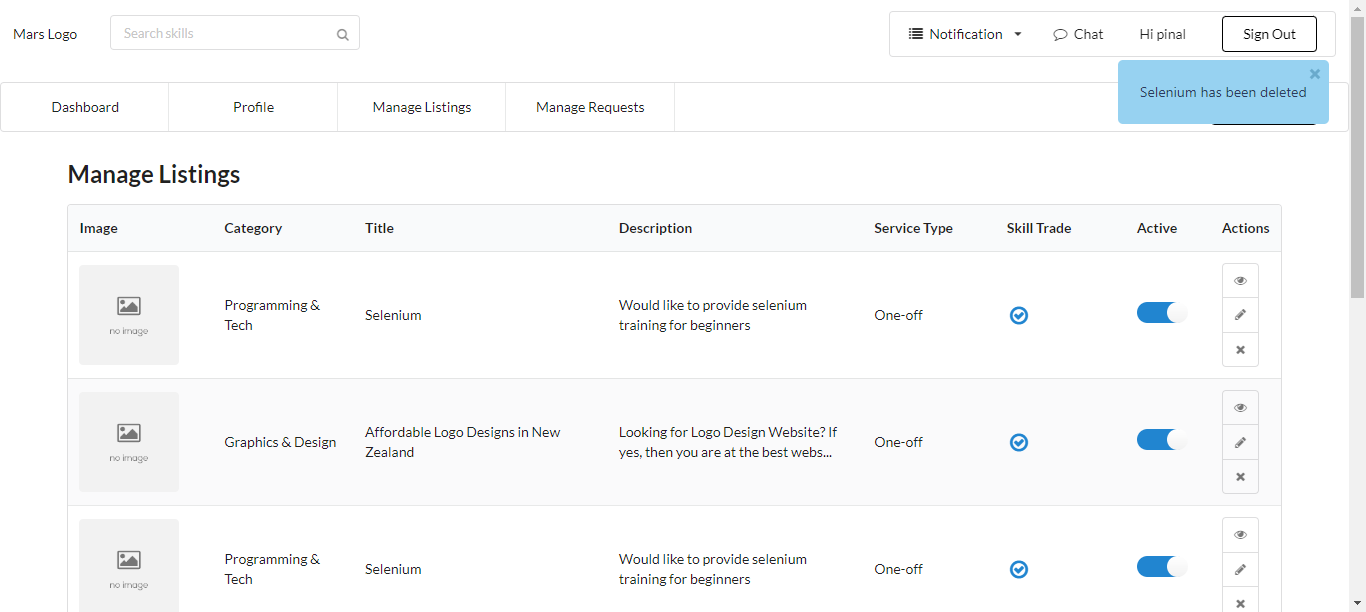 Mars Logo
Search skills
Notification
Chat
Hi pinal
Sign Out
Selenium has been deleted
Dashboard
Profile
Manage Listings
Manage Requests
Manage Listings
Image Category Title Description Service Type Skill Trade Active Actions
no image
Programming &
Tech
Selenium
Would like to provide selenium
training for beginners
One-off
no image
Graphics & Design
Affordable Logo Designs in New
Zealand
Looking for Logo Design Website? If
yes, then you are at the best webs...
One-off
no image
Programming &
Tech
Selenium
Would like to provide selenium
training for beginners
One-off